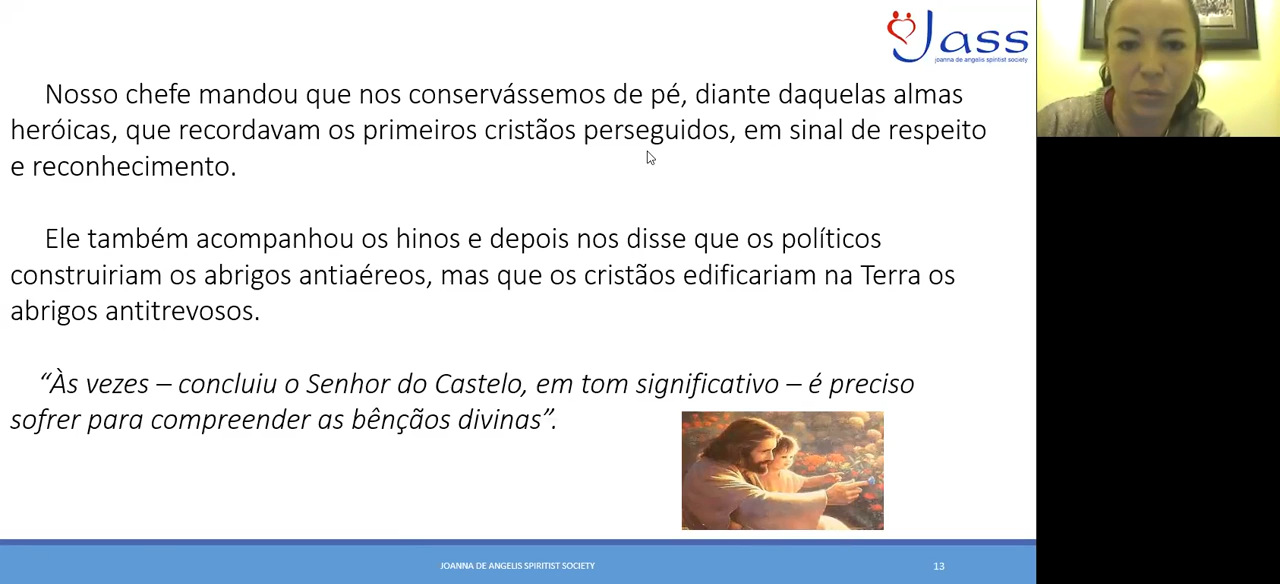 Jass
joanna de angelis spiritist society
Nosso chefe mandou que nos conservássemos de pé, diante daquelas almas
heróicas, que recordavam os primeiros cristãos perseguidos, em sinal de respeito
e reconhecimento.
Ele também acompanhou os hinos e depois nos disse que os políticos
construiriam os abrigos antiaéreos, mas que os cristãos edificariam na Terra os
abrigos antitrevosos.
“Às vezes – concluiu o Senhor do Castelo, em tom significativo – é preciso
sofrer para compreender as bênçãos divinas”.
JOANNA DE ANGELIS SPIRITIST SOCIETY
13